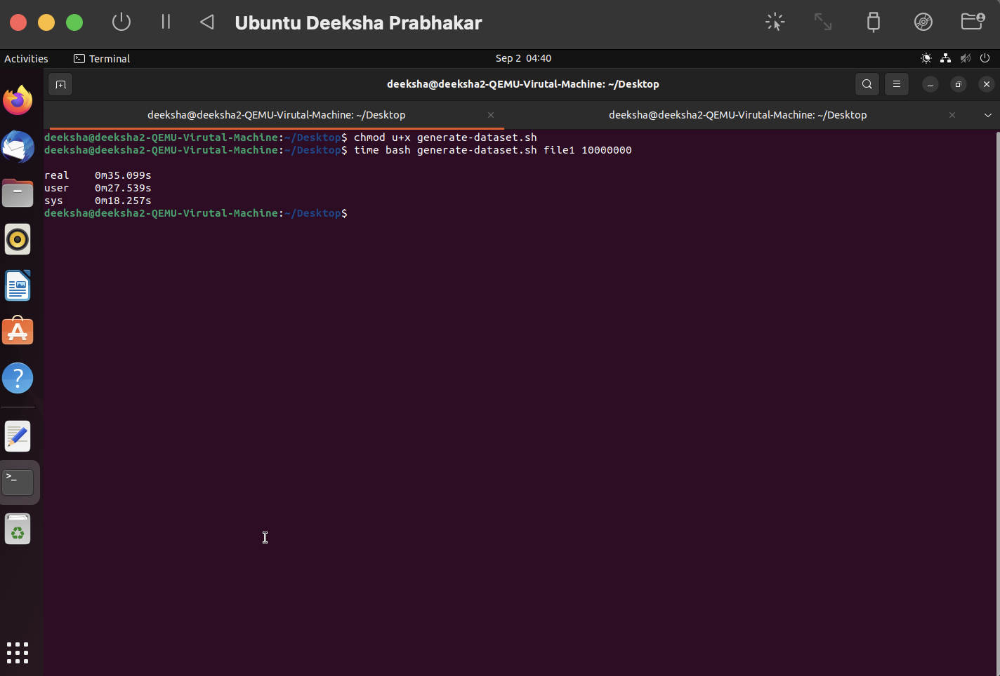 Ubuntu Deeksha Prabhakar
Activities Terminal Sep 2 04:40
deeksha@deeksha2-QEMU-Virutal-Machine: ~/Desktop
deeksha@deeksha2-QEMU-Virutal-Machine: ~/Desktop deeksha@deeksha2-QEMU-Virutal-Machine: ~/Desktop
deeksha@deeksha2-QEMU-Virutal-Machine:~/Desktop$ chmod u+x generate-dataset.sh
deeksha@deeksha2-QEMU-Virutal-Machine:~/Desktop$ time bash generate-dataset.sh file1 10000000
real 0m35.099s
user 0m27.539s
sys 0m18.257s
deeksha@deeksha2-QEMU-Virutal-Machine:~/Desktop$